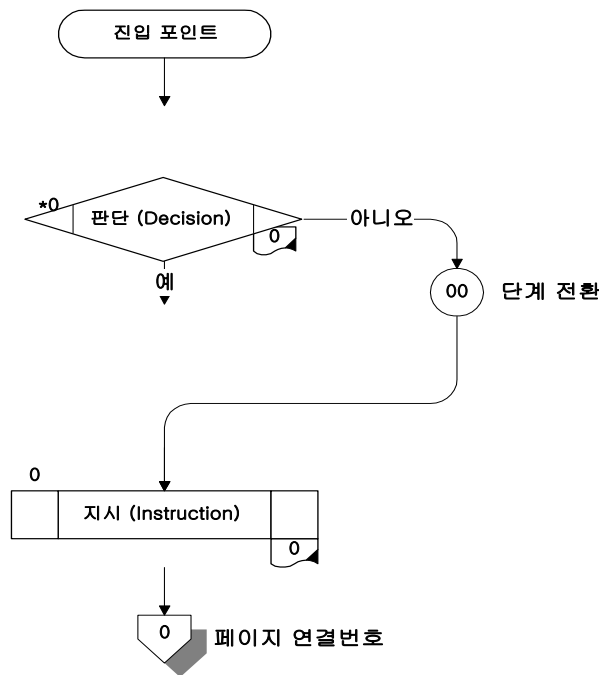 진입 포인트
*0
판단 (Decision)
0
아니오
예
00
단계 전환
0
지시 (Instruction)
0
0
페이지 연결번호